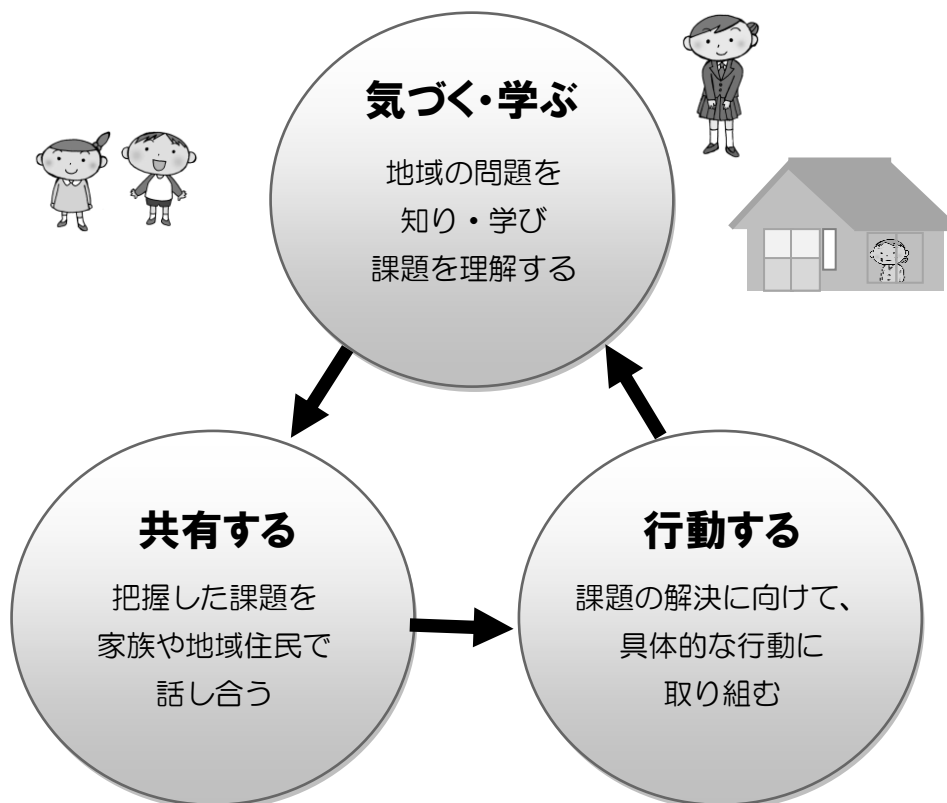 気づく・学ぶ
地域の問題を
知り・学び
課題を理解する
共有する
把握した課題を
家族や地域住民で
話し合う
行動する
課題の解決に向けて、
具体的な行動に
取り組む